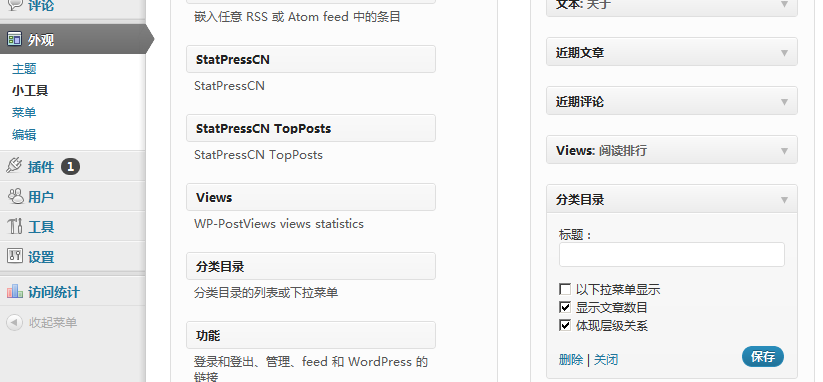 评论
外观
主题
小工具
菜单
编辑
插件 1
用户
工具
设置
访问统计
收起菜单
嵌入任意 RSS 或 Atom feed 中的条目
StatPressCN
StatPressCN
StatPressCN TopPosts
StatPressCN TopPosts
Views
WP-PostViews views statistics
分类目录
分类目录的列表或下拉菜单
功能
登录和登出、管理、feed 和 WordPress 的
链接
文本: 关于
近期文章
近期评论
Views: 阅读排行
分类目录
标题：
以下拉菜单显示
显示文章数目
体现层级关系
删除 | 关闭
保存